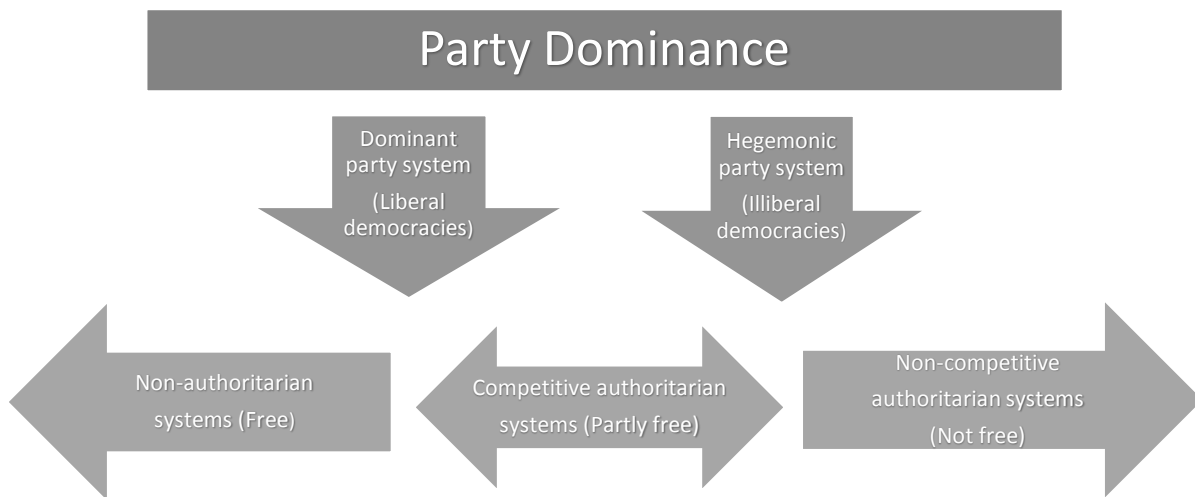 Party Dominance
Dominant
party system
(Liberal
democracies)
Hegemonic
party system
(Illiberal
democracies)
Non-authoritarian
systems (Free)
Competitive authoritarian
systems (Partly free)
Non-competitive
authoritarian systems
(Not free)